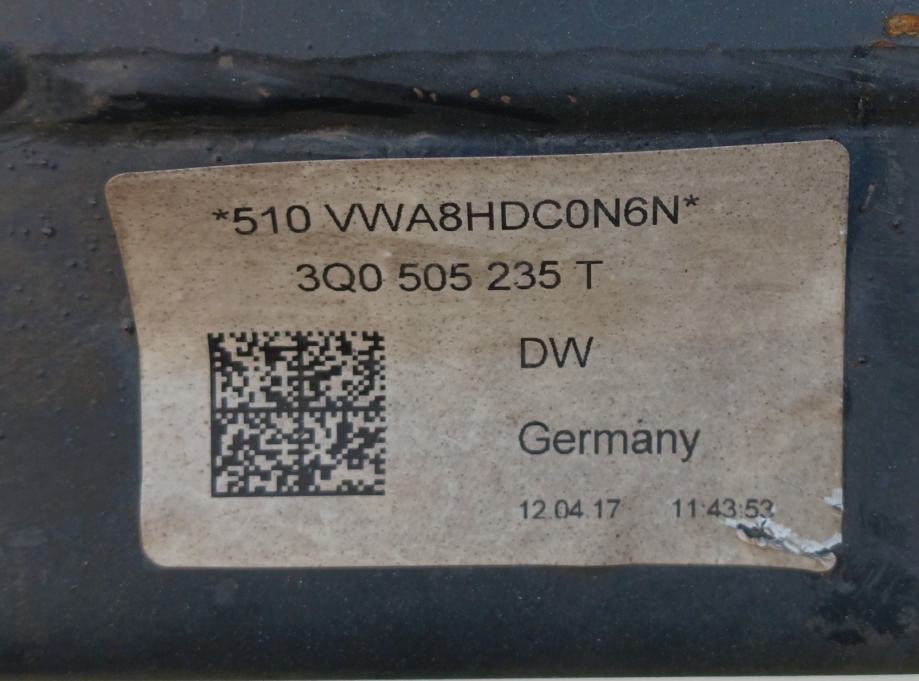 *510 VWA8HDC0N6N*
3Q0 505 235 T
DW
Germany
12.04.17 11:43:53